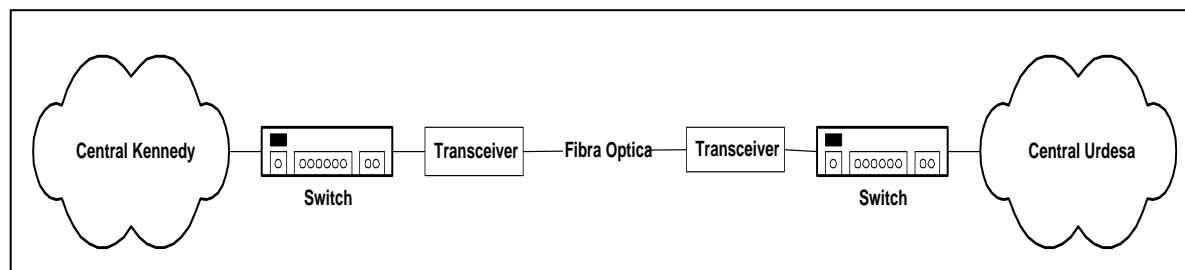 Central Kennedy
Switch
Transceiver
Fibra Optica
Transceiver
Switch
Central Urdesa